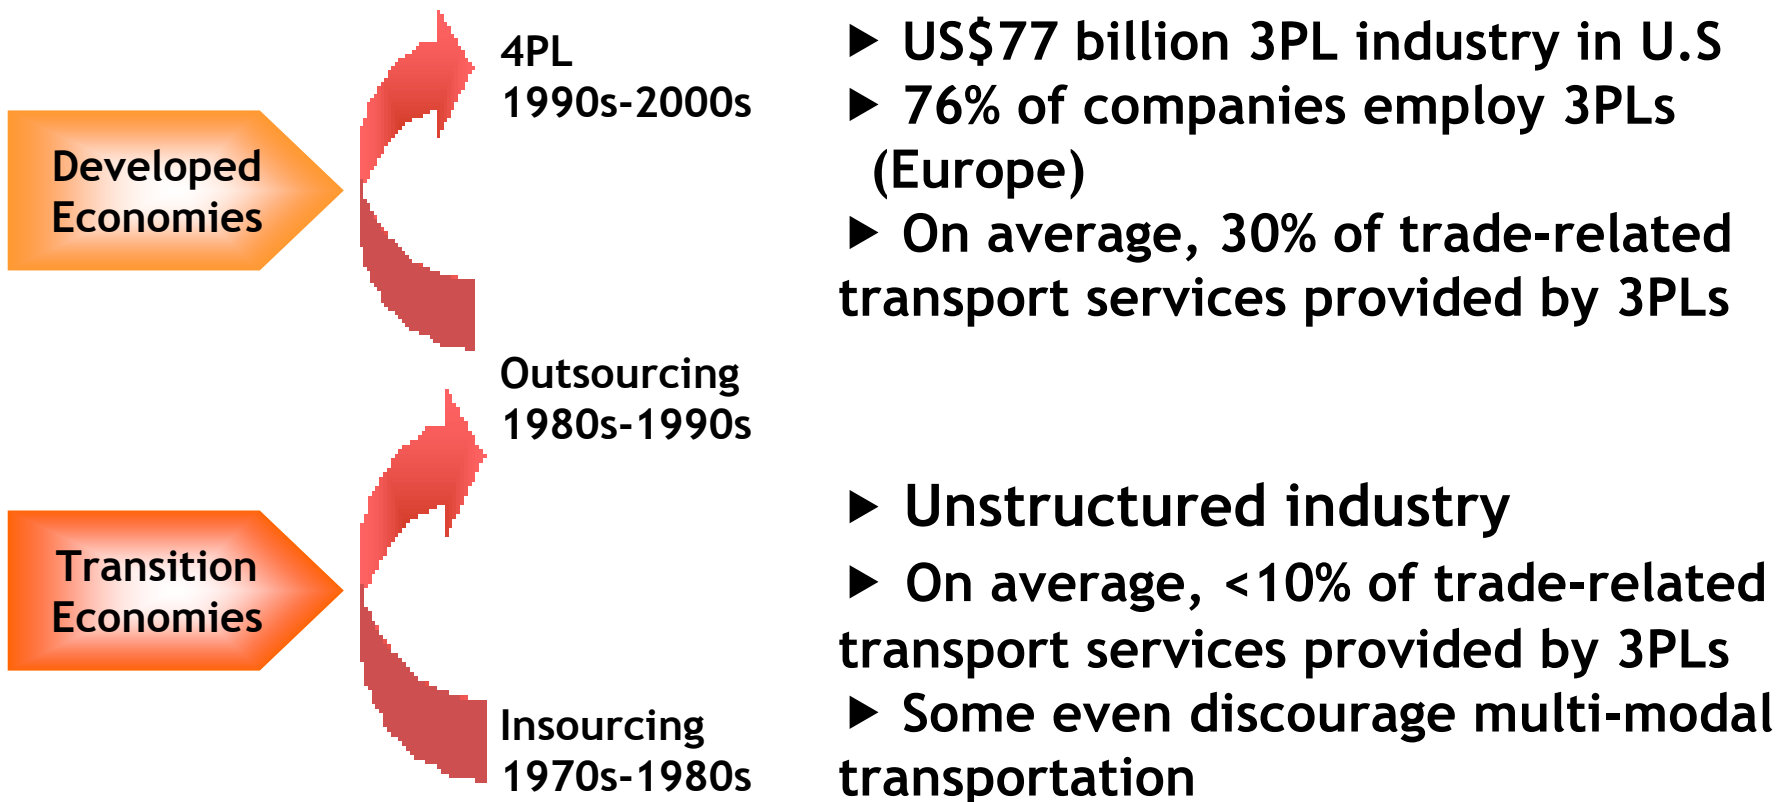 4PL
1990s-2000s
Developed
Economies
Outsourcing
1980s-1990s
Transition
Economies
Insourcing
1970s-1980s
► US$77 billion 3PL industry in U.S
► 76% of companies employ 3PLs
(Europe)
► On average, 30% of trade-related
transport services provided by 3PLs
► Unstructured industry
► On average, <10% of trade-related
transport services provided by 3PLs
► Some even discourage multi-modal
transportation